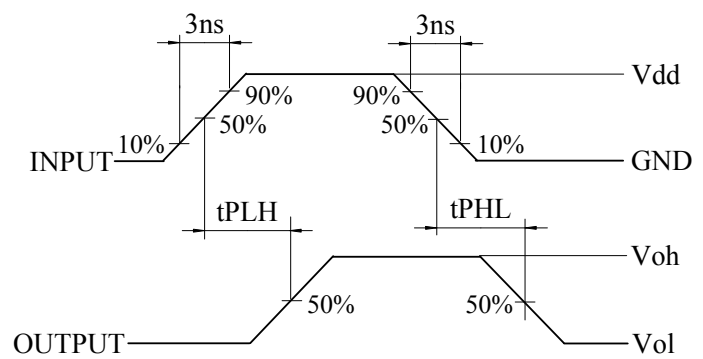 3ns 3ns
Vdd
90% 90%
50% 50%
10% 10%
INPUT GND
tPLH tPHL
Voh
50% 50%
OUTPUT Vol